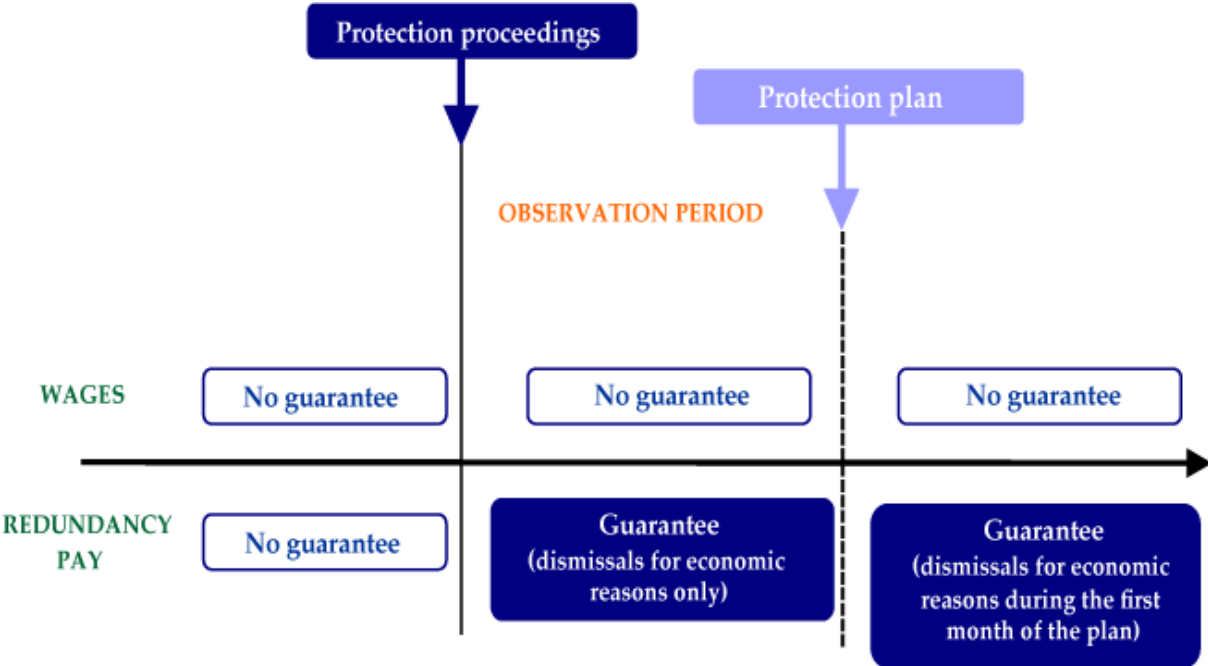 Protection proceedings
Protection plan
OBSERVATION PERIOD
WAGES
No guarantee
No guarantee
No guarantee
REDUNDANCY
PAY
No guarantee
Guarantee
(dismissals for economic
reasons only)
Guarantee
(dismissals for economic
reasons during the first
month of the plan)